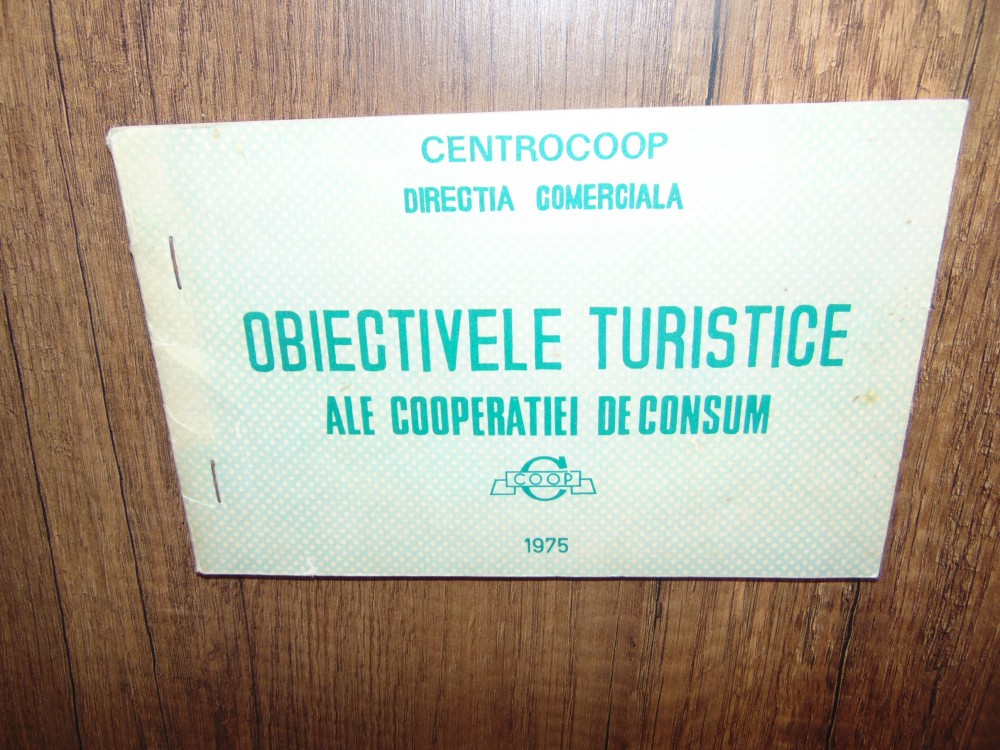 CENTROCOOP
DIRECTIA COMERCIALA
OBIECTIVELE TURISTICE
ALE COOPERATIEI DE CONSUM
COOP
1975